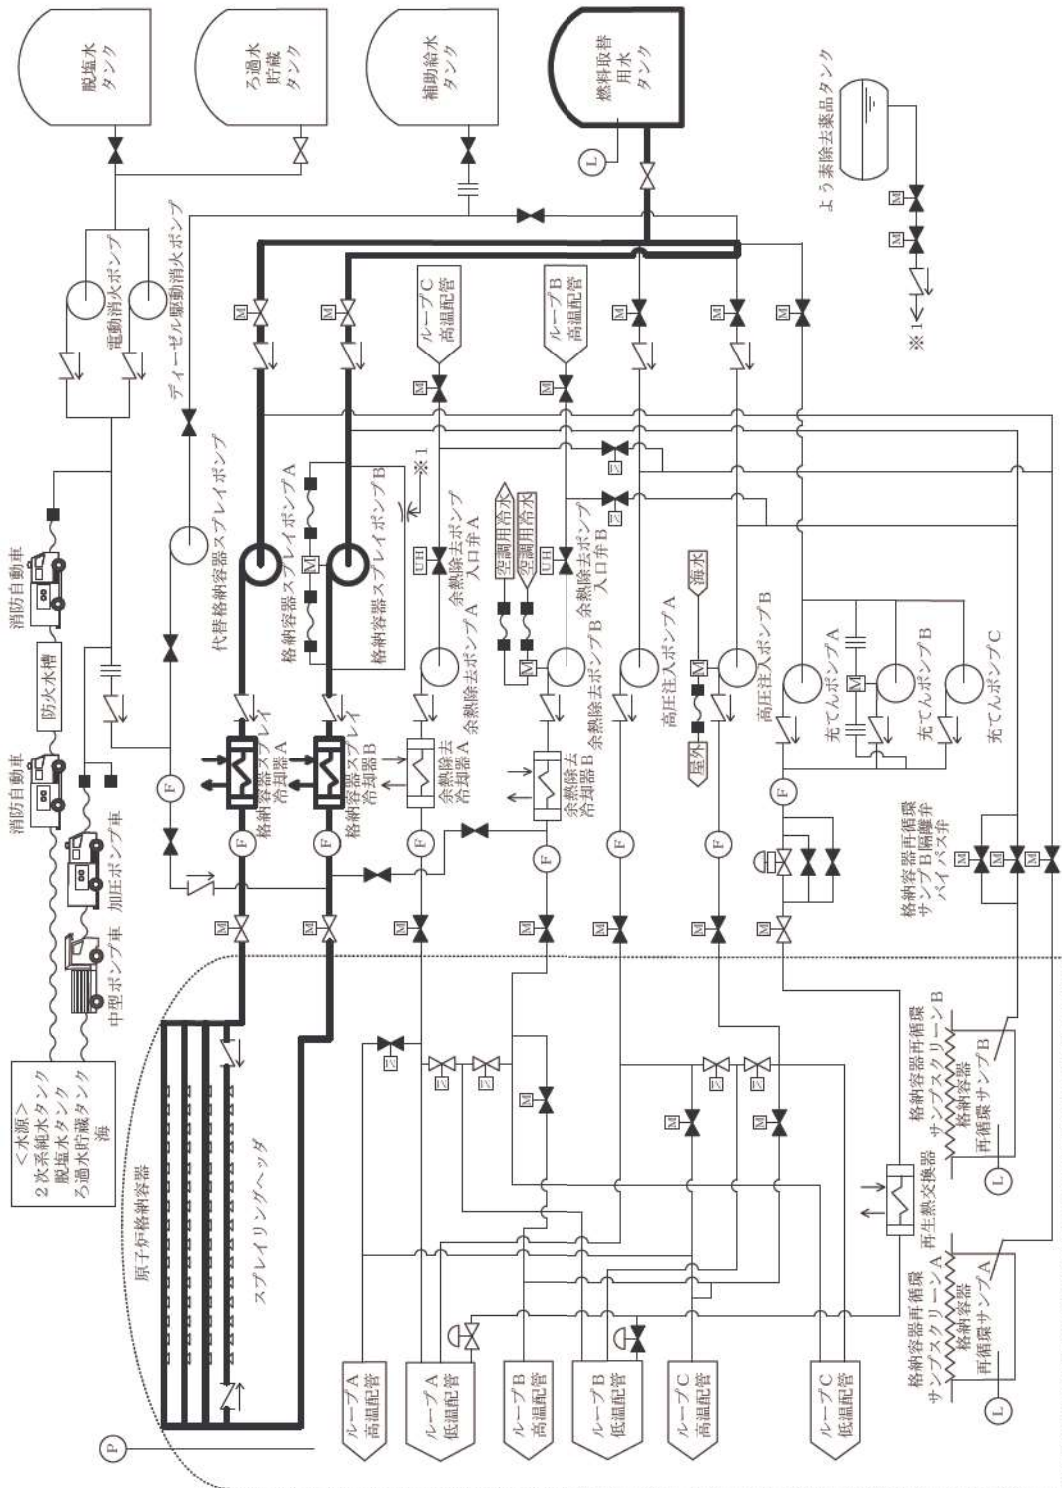 脱塩水
タンク
ろ過水
貯蔵
タンク
補助給水
タンク
燃料取替
用水
タンク
L
よう素除去薬品タンク
M
M
※1
電動消火ポンプ
ディーゼル駆動消火ポンプ
M
M
ループC
高温配管
M
ループB
高温配管
M
M
M
M
消防自動車
防火水槽
消防自動車
加圧ポンプ車
中型ポンプ車
<水源>
2次系純水タンク
脱塩水タンク
ろ過水貯蔵タンク
海
代替格納容器スプレイポンプ
格納容器スプレイポンプA
M
格納容器スプレイポンプB
※1
UH
余熱除去ポンプ
入口弁A
空調用冷水
空調用冷水
UH
余熱除去ポンプ
入口弁B
余熱除去ポンプA
M
余熱除去ポンプB
高圧注入ポンプA
海水
M
屋外
高圧注入ポンプB
充てんポンプA
M
充てんポンプB
充てんポンプC
格納容器スプレイ
冷却器A
格納容器スプレイ
冷却器B
余熱除去
冷却器A
余熱除去
冷却器B
F
F
F
F
F
F
F
F
M
M
M
M
M
M
M
格納容器再循環
サンプB隔離弁
バイパス弁
M
M
M
原子炉格納容器
スプレイリングヘッダ
P
M
M
M
ループA
高温配管
ループA
低温配管
ループB
高温配管
ループB
低温配管
ループC
高温配管
ループC
低温配管
再生熱交換器
格納容器再循環
サンプスクリーンB
格納容器
再循環サンプB
L
格納容器再循環
サンプスクリーンA
格納容器
再循環サンプA
L